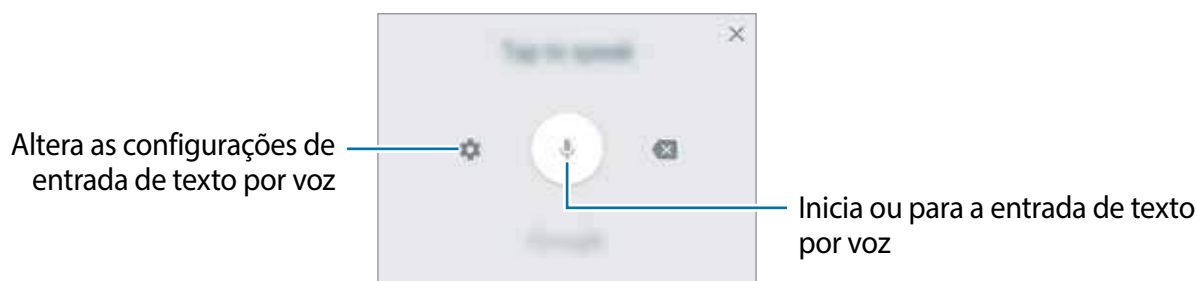 Altera as configurações de
entrada de texto por voz
Inicia ou para a entrada de texto
por voz